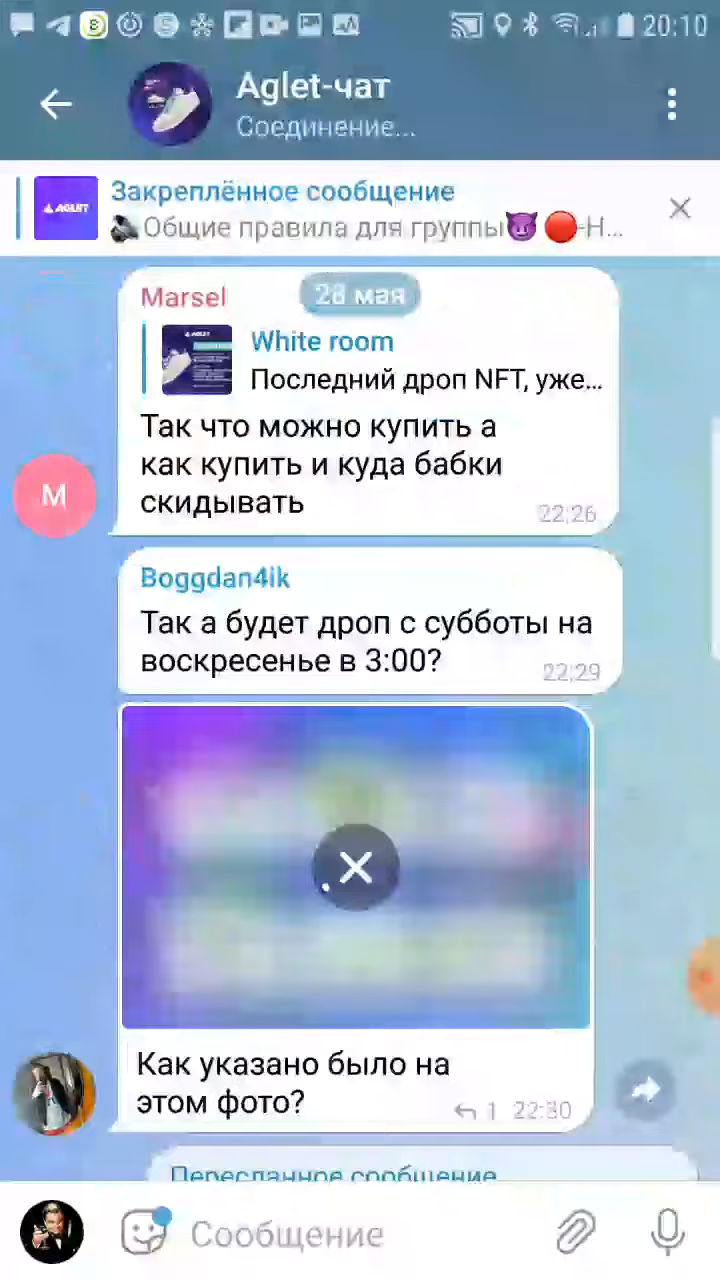 20:10
Aglet-чат
Соединение...
Закреплённое сообщение
AGLET
Общие правила для группы😈🔴-Н...
28 мая
Marsel
White room
Последний дроп NFT, уже...
Так что можно купить а
как купить и куда бабки
скидывать
22:26
M
Boggdan4ik
Так а будет дроп с субботы на
воскресенье в 3:00?
22:29
Как указано было на
этом фото?
1 22:30
Пересланное сообщение
Сообщение